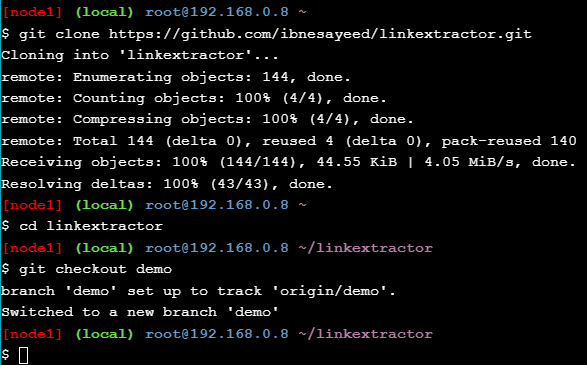 [node1] (local) root@192.168.0.8 ~
$ git clone https://github.com/ibnesayeed/linkextractor.git
Cloning into 'linkextractor'...
remote: Enumerating objects: 144, done.
remote: Counting objects: 100% (4/4), done.
remote: Compressing objects: 100% (4/4), done.
remote: Total 144 (delta 0), reused 4 (delta 0), pack-reused 140
Receiving objects: 100% (144/144), 44.55 KiB | 4.05 MiB/s, done.
Resolving deltas: 100% (43/43), done.
[node1] (local) root@192.168.0.8 ~
$ cd linkextractor
[node1] (local) root@192.168.0.8 ~/linkextractor
$ git checkout demo
branch 'demo' set up to track 'origin/demo'.
Switched to a new branch 'demo'
[node1] (local) root@192.168.0.8 ~/linkextractor
$